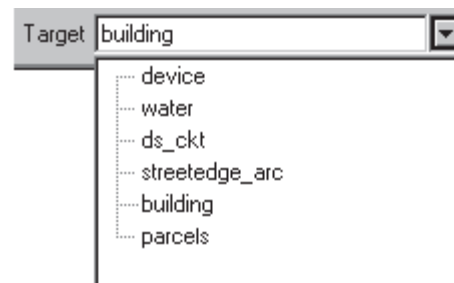 Target building
device
water
ds_ckt
streetedge_arc
building
parcels